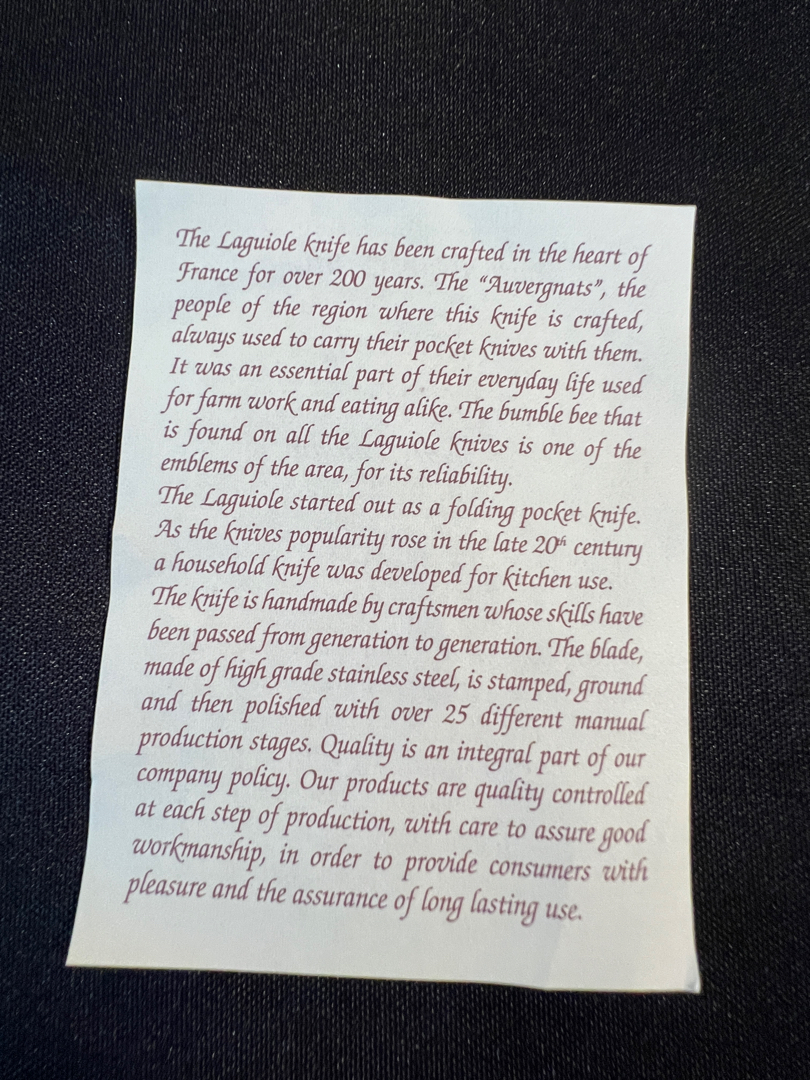 The Laguiole knife has been crafted in the heart of
France for over 200 years. The “Auvergnats”, the
people of the region where this knife is crafted,
always used to carry their pocket knives with them.
It was an essential part of their everyday life used
for farm work and eating alike. The bumble bee that
is found on all the Laguiole knives is one of the
emblems of the area, for its reliability.
The Laguiole started out as a folding pocket knife.
As the knives popularity rose in the late 20th century
a household knife was developed for kitchen use.
The knife is handmade by craftsmen whose skills have
been passed from generation to generation. The blade,
made of high grade stainless steel, is stamped, ground
and then polished with over 25 different manual
production stages. Quality is an integral part of our
company policy. Our products are quality controlled
at each step of production, with care to assure good
workmanship, in order to provide consumers with
pleasure and the assurance of long lasting use.